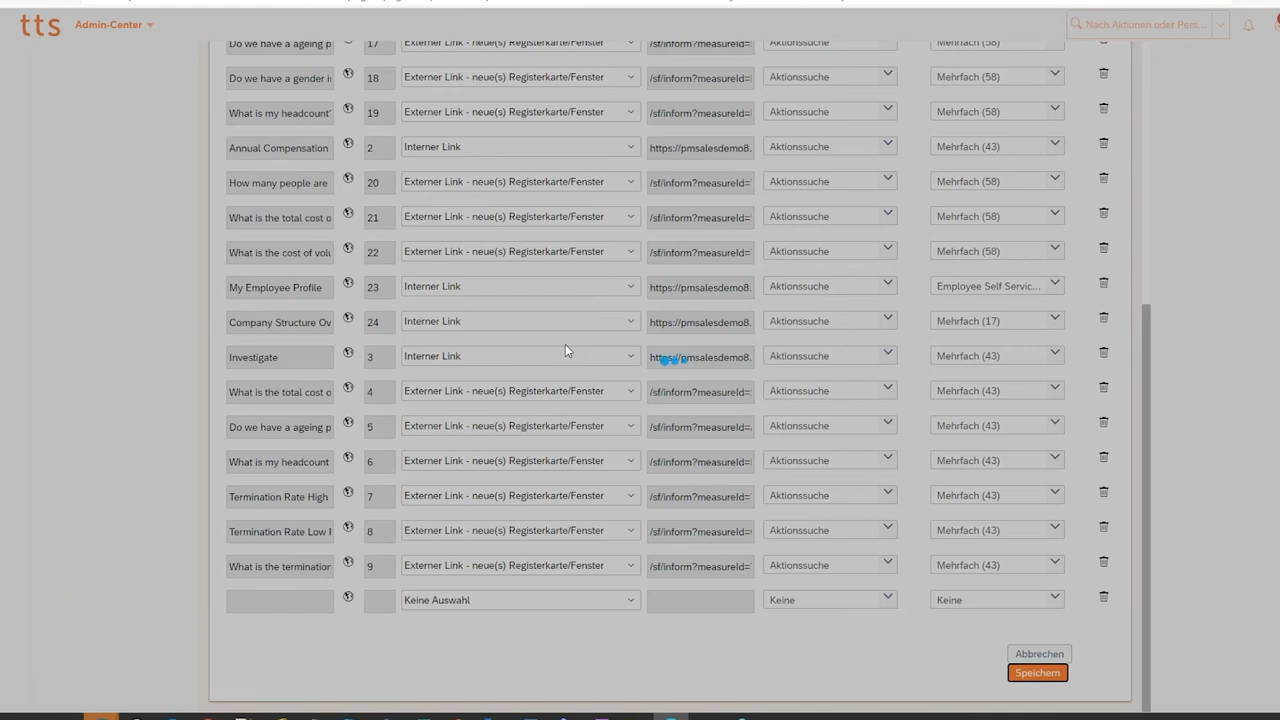 tts Admin-Center Nach Aktionen oder Pers...
Do we have a ageing p 17 Externer Link - neue(s) Registerkarte/Fenster /sf/inform?measureId= Aktionssuche Mehrfach (58)
Do we have a gender i 18 Externer Link - neue(s) Registerkarte/Fenster /sf/inform?measureId= Aktionssuche Mehrfach (58)
What is my headcount 19 Externer Link - neue(s) Registerkarte/Fenster /sf/inform?measureId= Aktionssuche Mehrfach (58)
Annual Compensation 2 Interner Link https://pmsalesdemo8. Aktionssuche Mehrfach (43)
How many people are 20 Externer Link - neue(s) Registerkarte/Fenster /sf/inform?measureId= Aktionssuche Mehrfach (58)
What is the total cost o 21 Externer Link - neue(s) Registerkarte/Fenster /sf/inform?measureId= Aktionssuche Mehrfach (58)
What is the cost of volu 22 Externer Link - neue(s) Registerkarte/Fenster /sf/inform?measureId= Aktionssuche Mehrfach (58)
My Employee Profile 23 Interner Link https://pmsalesdemo8. Aktionssuche Employee Self Servic...
Company Structure Ov 24 Interner Link https://pmsalesdemo8. Aktionssuche Mehrfach (17)
Investigate 3 Interner Link https://pmsalesdemo8. Aktionssuche Mehrfach (43)
What is the total cost o 4 Externer Link - neue(s) Registerkarte/Fenster /sf/inform?measureId= Aktionssuche Mehrfach (43)
Do we have a ageing p 5 Externer Link - neue(s) Registerkarte/Fenster /sf/inform?measureId= Aktionssuche Mehrfach (43)
What is my headcount 6 Externer Link - neue(s) Registerkarte/Fenster /sf/inform?measureId= Aktionssuche Mehrfach (43)
Termination Rate High 7 Externer Link - neue(s) Registerkarte/Fenster /sf/inform?measureId= Aktionssuche Mehrfach (43)
Termination Rate Low 8 Externer Link - neue(s) Registerkarte/Fenster /sf/inform?measureId= Aktionssuche Mehrfach (43)
What is the termination 9 Externer Link - neue(s) Registerkarte/Fenster /sf/inform?measureId= Aktionssuche Mehrfach (43)
Keine Auswahl Keine Keine
Abbrechen
Speichern